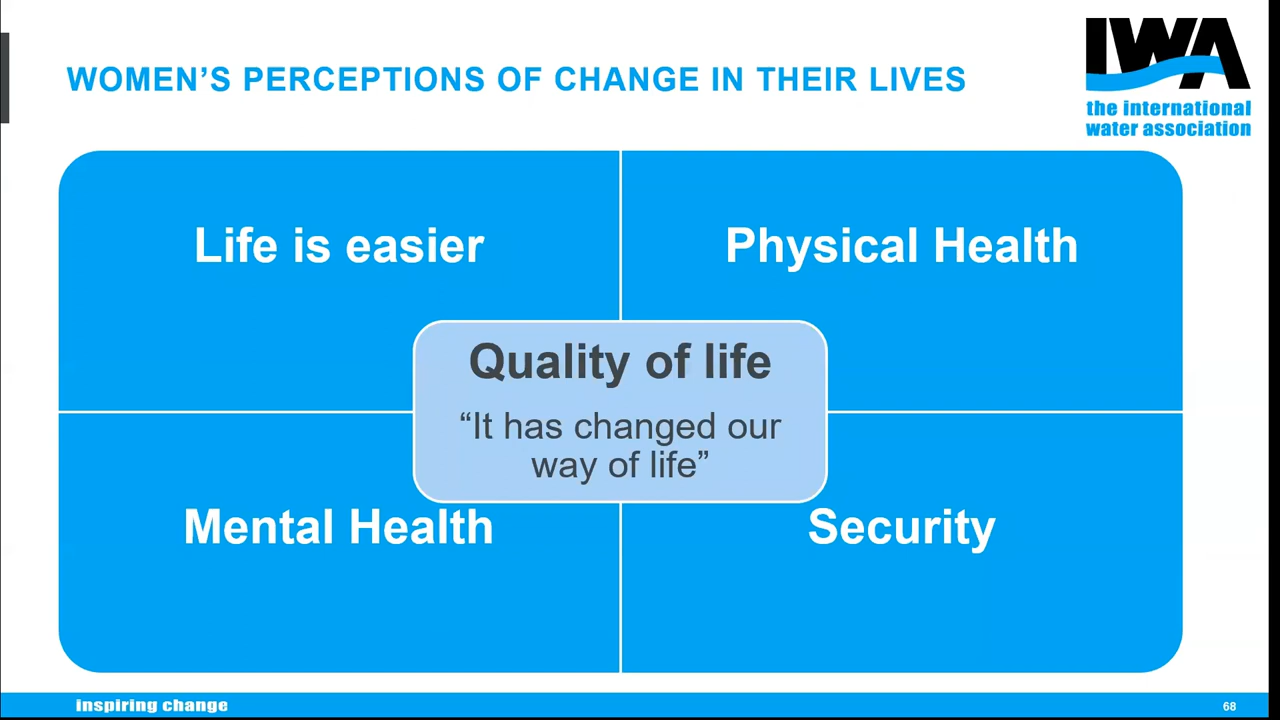 WOMEN’S PERCEPTIONS OF CHANGE IN THEIR LIVES
IWA
the international
water association
Life is easier
Physical Health
Quality of life
“It has changed our
way of life”
Mental Health
Security
inspiring change
68